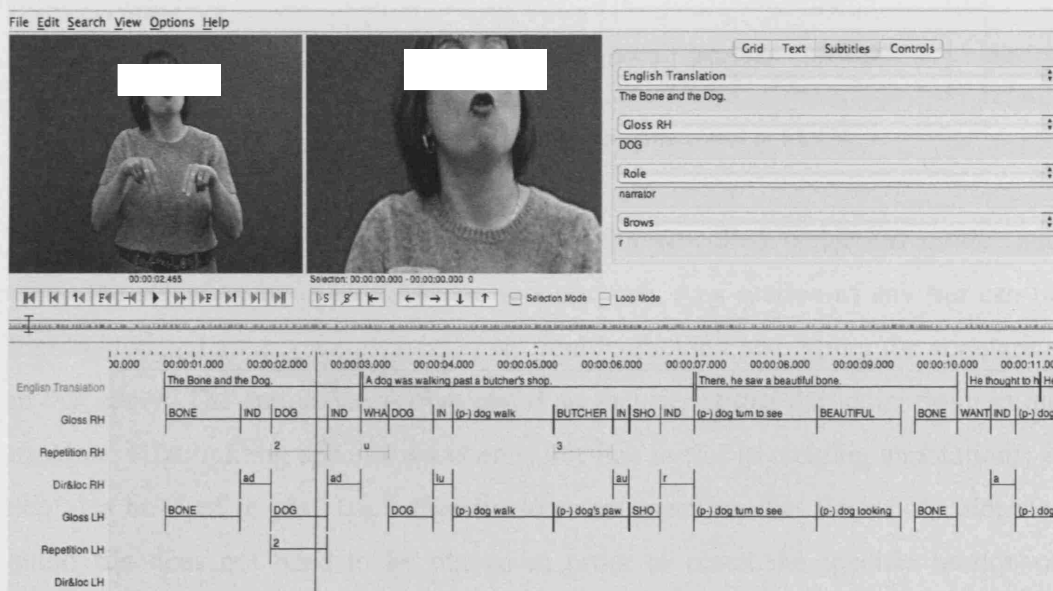 File Edit Search View Options Help
Grid Text Subtitles Controls
English Translation
The Bone and the Dog.
Gloss RH
DOG
Role
narrator
Brows
r
00:00:02.465
Selection: 00:00:00.000 - 00:00:00.000 0
Selection Mode Loop Mode
00:00:01.000 00:00:02.000 00:00:03.000 00:00:04.000 00:00:05.000 00:00:06.000 00:00:07.000 00:00:08.000 00:00:09.000 00:00:10.000 00:00:11.00
English Translation The Bone and the Dog. A dog was walking past a butcher's shop. There, he saw a beautiful bone. He thought to h He
Gloss RH BONE IND DOG IND WHA DOG IN (p-) dog walk BUTCHER IN SHO IND (p-) dog turn to see BEAUTIFUL BONE WANT IND (p-) dog
Repetition RH 2 u 3
Dir&loc RH ad ad lu au r a
Gloss LH BONE DOG DOG (p-) dog walk (p-) dog's paw SHO (p-) dog turn to see (p-) dog looking BONE (p-) dog
Repetition LH 2
Dir&loc LH